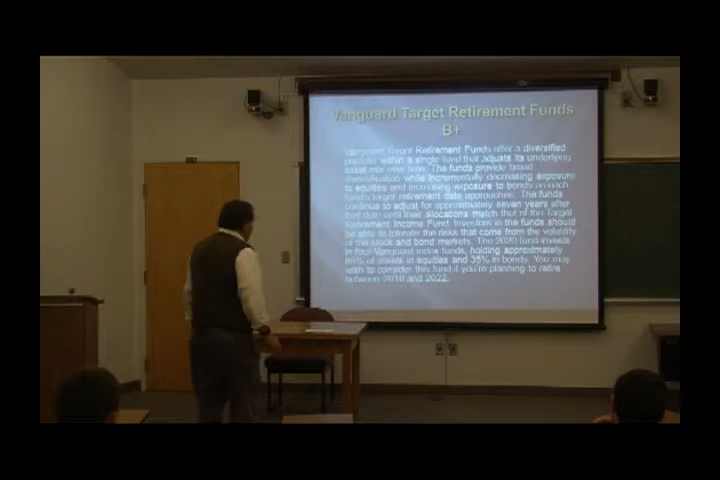 Vanguard Target Retirement Funds
B+
Vanguard Target Retirement Funds offer a diversified
portfolio within a single fund that adjusts its underlying
asset mix over time. The funds provide broad
diversification while incrementally decreasing exposure
to equities and increasing exposure to bonds as each
fund's target retirement date approaches. The funds
continue to adjust for approximately seven years after
that date until their allocations match that of the Target
Retirement Income Fund. Investors in the funds should
be able to tolerate the risks that come from the volatility
of the stock and bond markets. The 2020 fund invests
in four Vanguard index funds, holding approximately
65% of assets in equities and 35% in bonds. You may
wish to consider this fund if you're planning to retire
between 2018 and 2022.